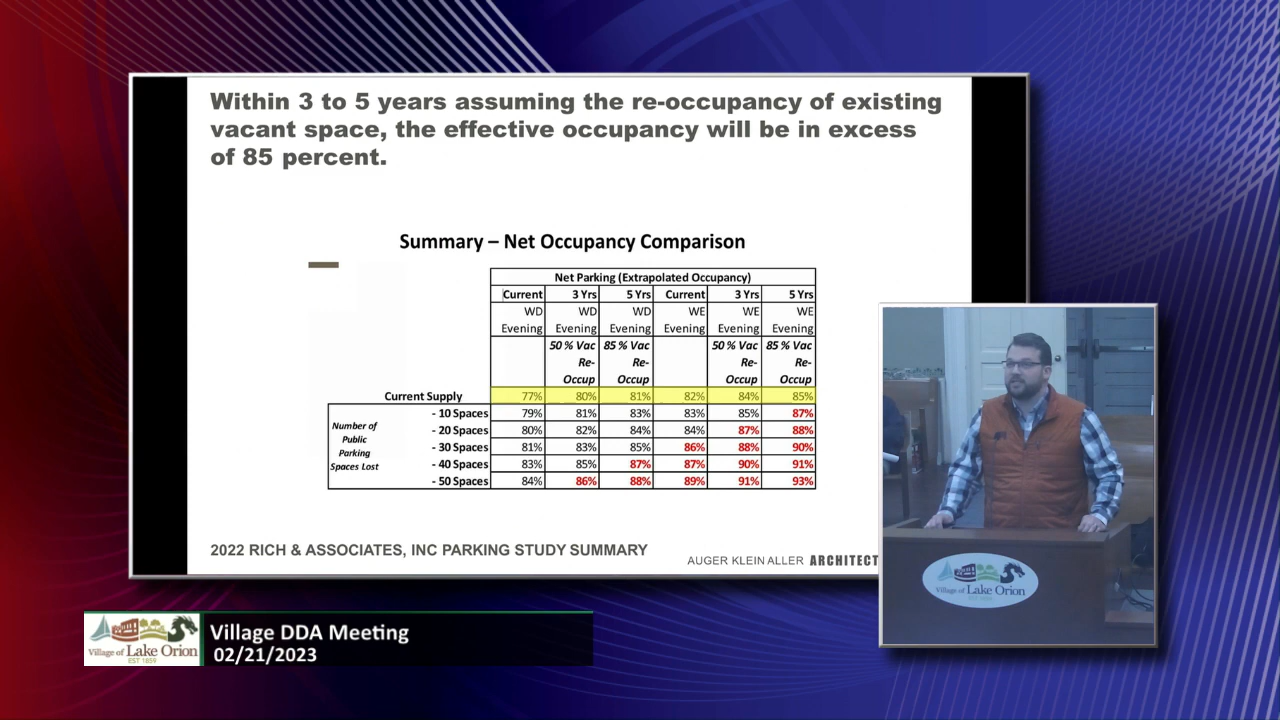 Within 3 to 5 years assuming the re-occupancy of existing
vacant space, the effective occupancy will be in excess
of 85 percent.
Summary – Net Occupancy Comparison
Net Parking (Extrapolated Occupancy)
Current 3 Yrs 5 Yrs Current 3 Yrs 5 Yrs
WD WD WD WE WE WE
Evening Evening Evening Evening Evening Evening
50 % Vac 85 % Vac 50 % Vac 85 % Vac
Re- Re- Re- Re-
Occup Occup Occup Occup
Current Supply 77% 80% 81% 82% 84% 85%
Number of
Public
Parking
Spaces Lost
- 10 Spaces 79% 81% 83% 83% 85% 87%
- 20 Spaces 80% 82% 84% 84% 87% 88%
- 30 Spaces 81% 83% 85% 86% 88% 90%
- 40 Spaces 83% 85% 87% 87% 90% 91%
- 50 Spaces 84% 86% 88% 89% 91% 93%
2022 RICH & ASSOCIATES, INC PARKING STUDY SUMMARY
AUGER KLEIN ALLER ARCHITECT
Village of Lake Orion
EST 1859
Village of Lake Orion
EST 1859
Village DDA Meeting
02/21/2023